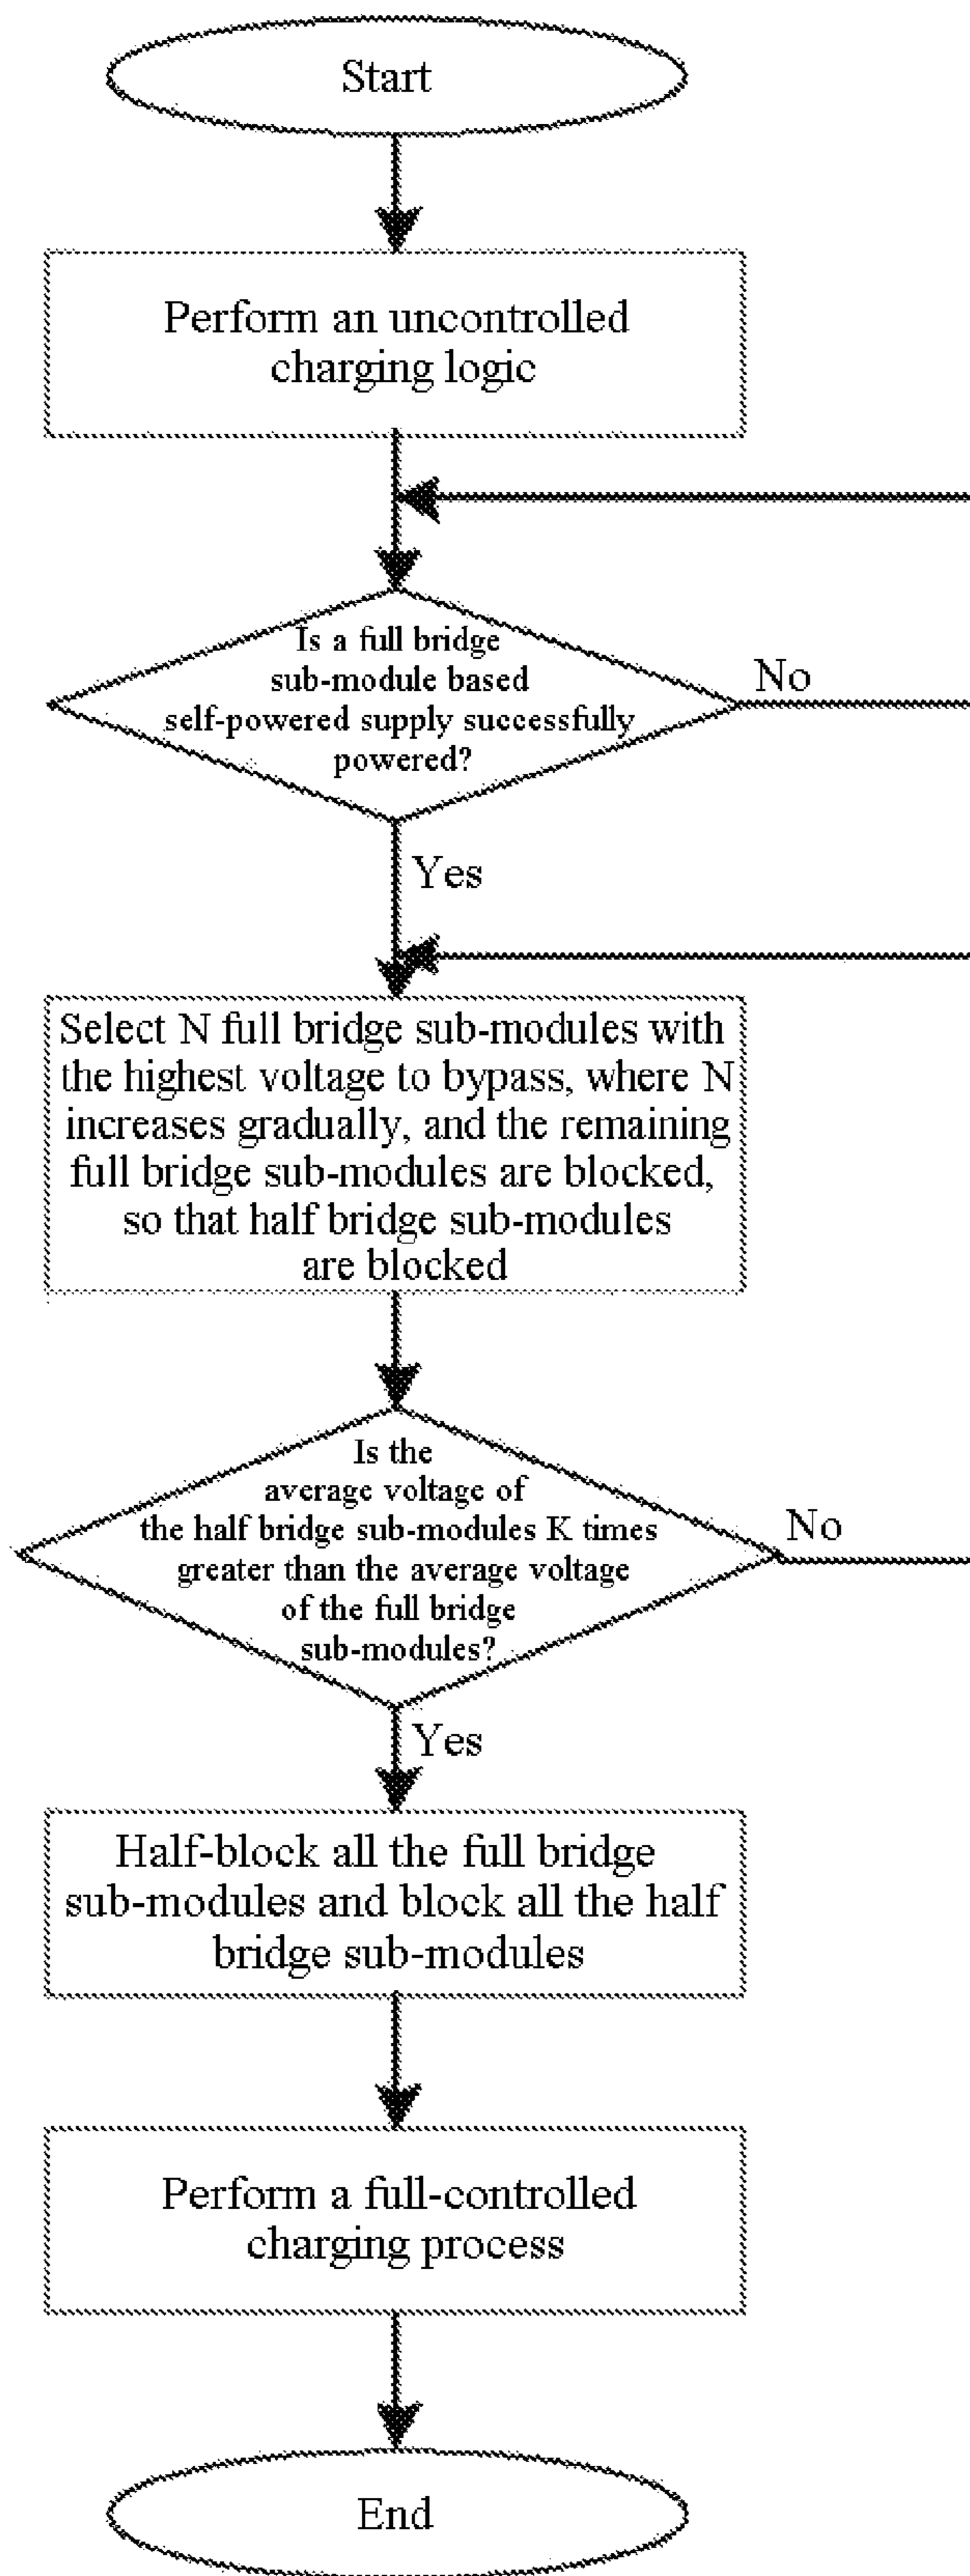 Start
Perform an uncontrolled
charging logic
Is a full bridge
sub-module based
self-powered supply successfully
powered?
No
Yes
Select N full bridge sub-modules with
the highest voltage to bypass, where N
increases gradually, and the remaining
full bridge sub-modules are blocked,
so that half bridge sub-modules
are blocked
Is the
average voltage of
the half bridge sub-modules K times
greater than the average voltage
of the full bridge
sub-modules?
No
Yes
Half-block all the full bridge
sub-modules and block all the half
bridge sub-modules
Perform a full-controlled
charging process
End